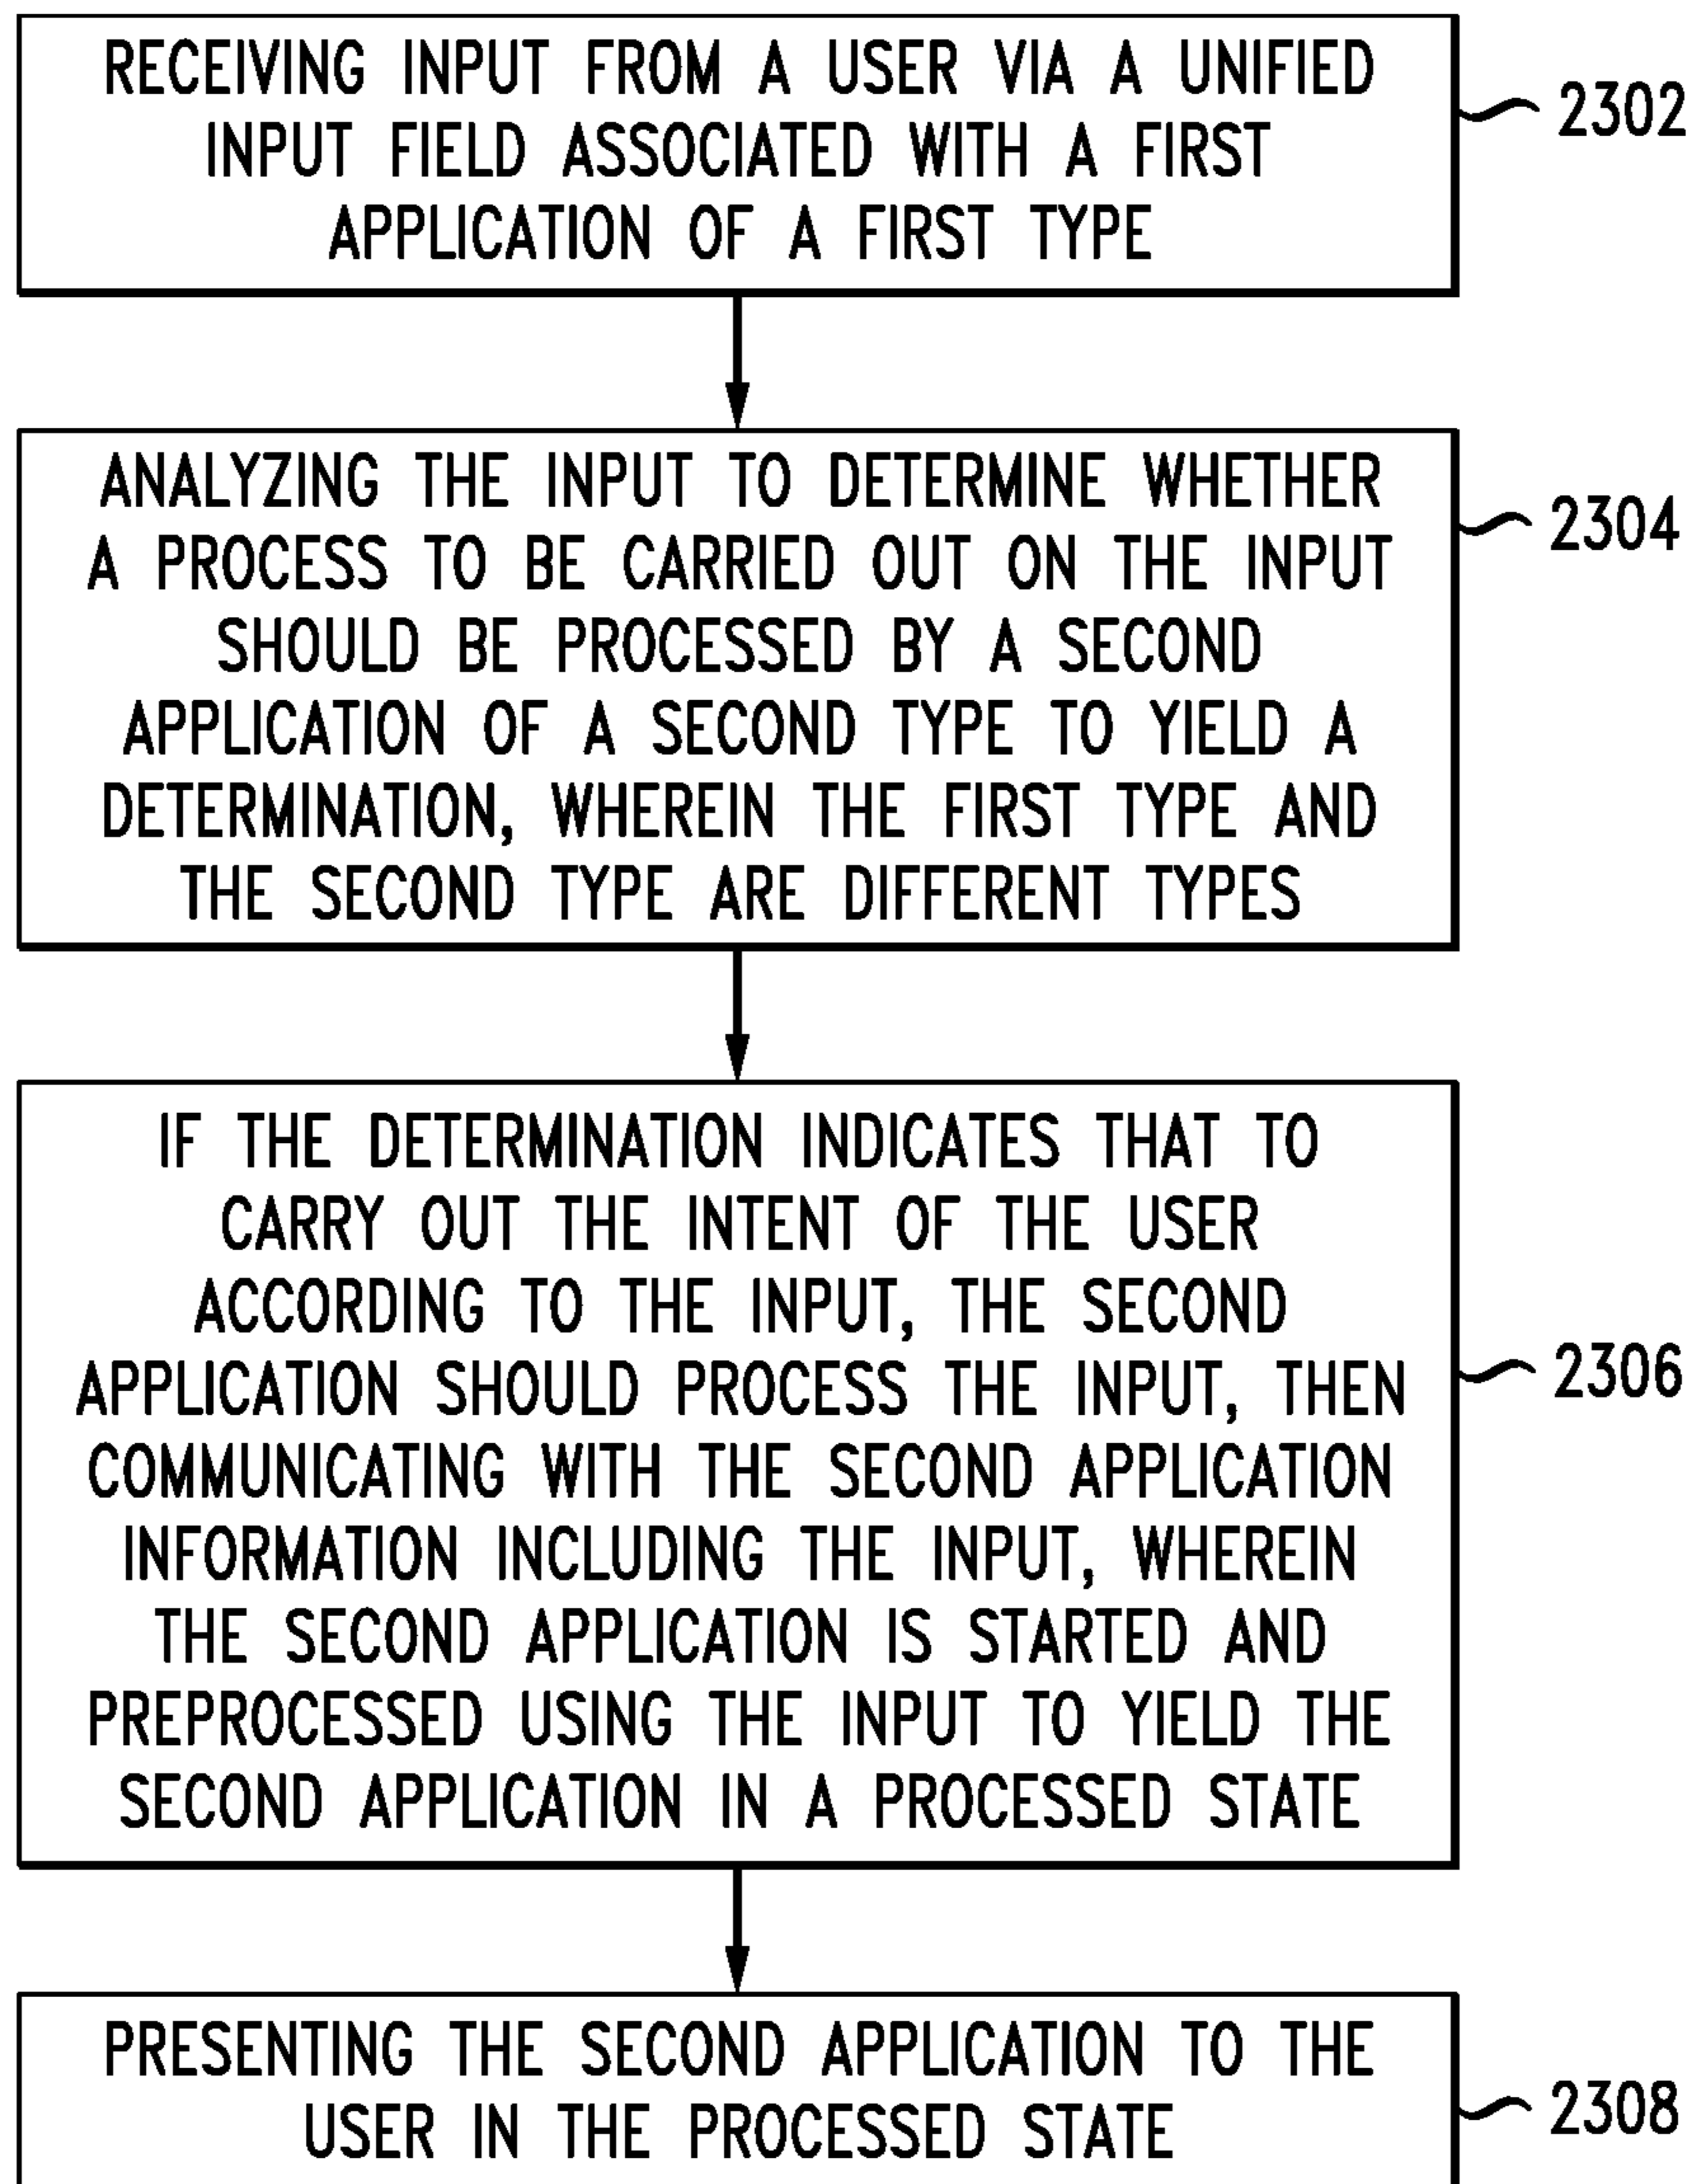 RECEIVING INPUT FROM A USER VIA A UNIFIED
INPUT FIELD ASSOCIATED WITH A FIRST
APPLICATION OF A FIRST TYPE
2302
ANALYZING THE INPUT TO DETERMINE WHETHER
A PROCESS TO BE CARRIED OUT ON THE INPUT
SHOULD BE PROCESSED BY A SECOND
APPLICATION OF A SECOND TYPE TO YIELD A
DETERMINATION, WHEREIN THE FIRST TYPE AND
THE SECOND TYPE ARE DIFFERENT TYPES
2304
IF THE DETERMINATION INDICATES THAT TO
CARRY OUT THE INTENT OF THE USER
ACCORDING TO THE INPUT, THE SECOND
APPLICATION SHOULD PROCESS THE INPUT, THEN
COMMUNICATING WITH THE SECOND APPLICATION
INFORMATION INCLUDING THE INPUT, WHEREIN
THE SECOND APPLICATION IS STARTED AND
PREPROCESSED USING THE INPUT TO YIELD THE
SECOND APPLICATION IN A PROCESSED STATE
2306
PRESENTING THE SECOND APPLICATION TO THE
USER IN THE PROCESSED STATE
2308